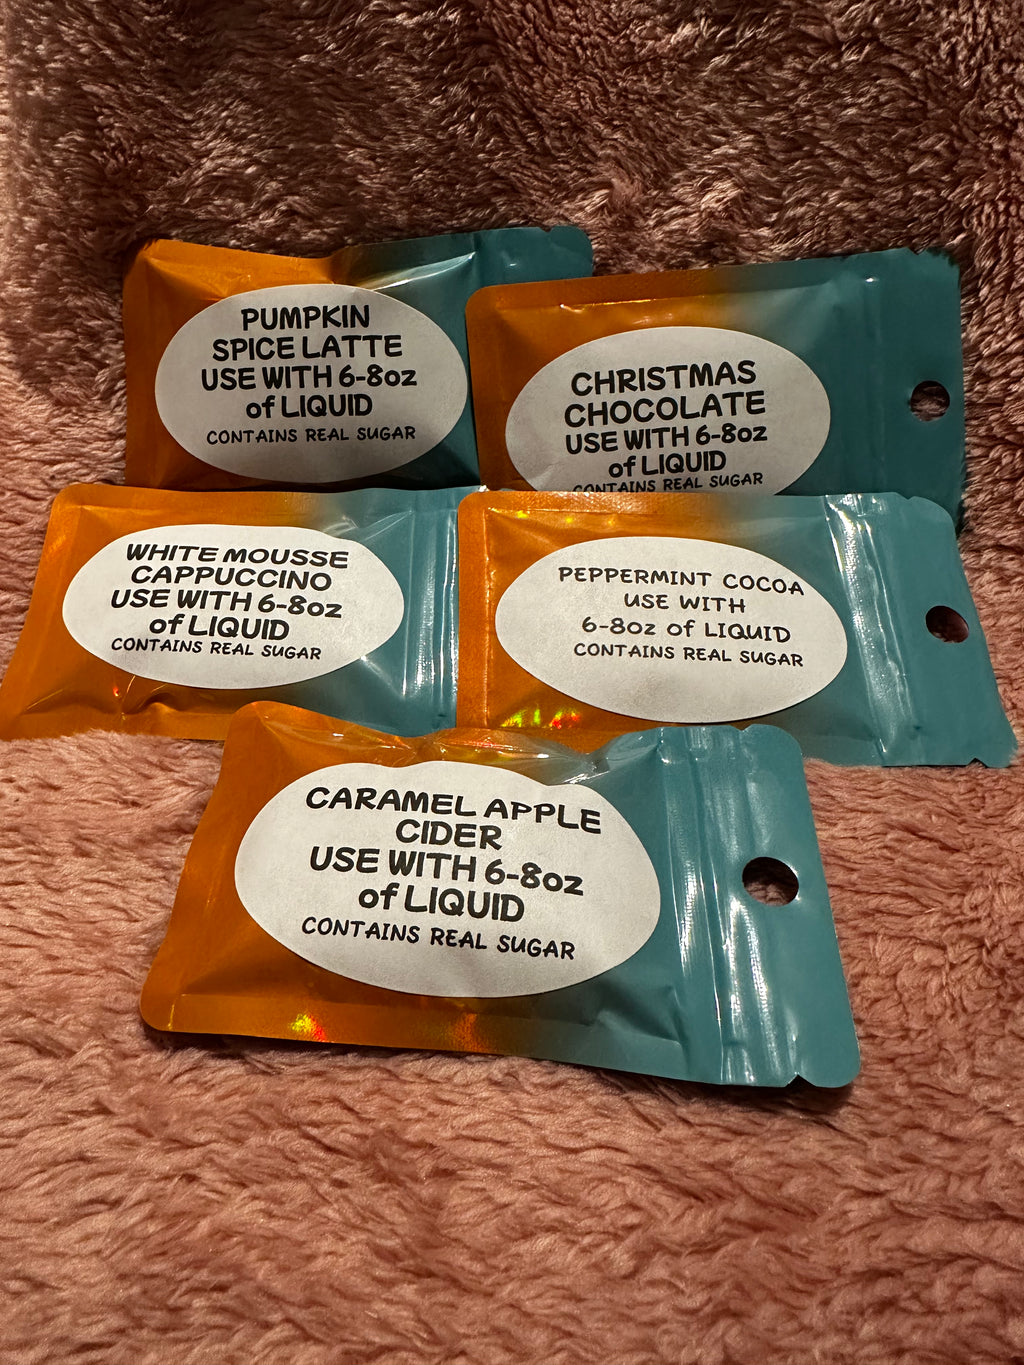 PUMPKIN
SPICE LATTE
USE WITH 6-8oz
of LIQUID
CONTAINS REAL SUGAR
CHRISTMAS
CHOCOLATE
USE WITH 6-8oz
of LIQUID
CONTAINS REAL SUGAR
WHITE MOUSSE
CAPPUCCINO
USE WITH 6-8oz
of LIQUID
CONTAINS REAL SUGAR
PEPPERMINT COCOA
USE WITH
6-8oz of LIQUID
CONTAINS REAL SUGAR
CARAMEL APPLE
CIDER
USE WITH 6-8oz
of LIQUID
CONTAINS REAL SUGAR